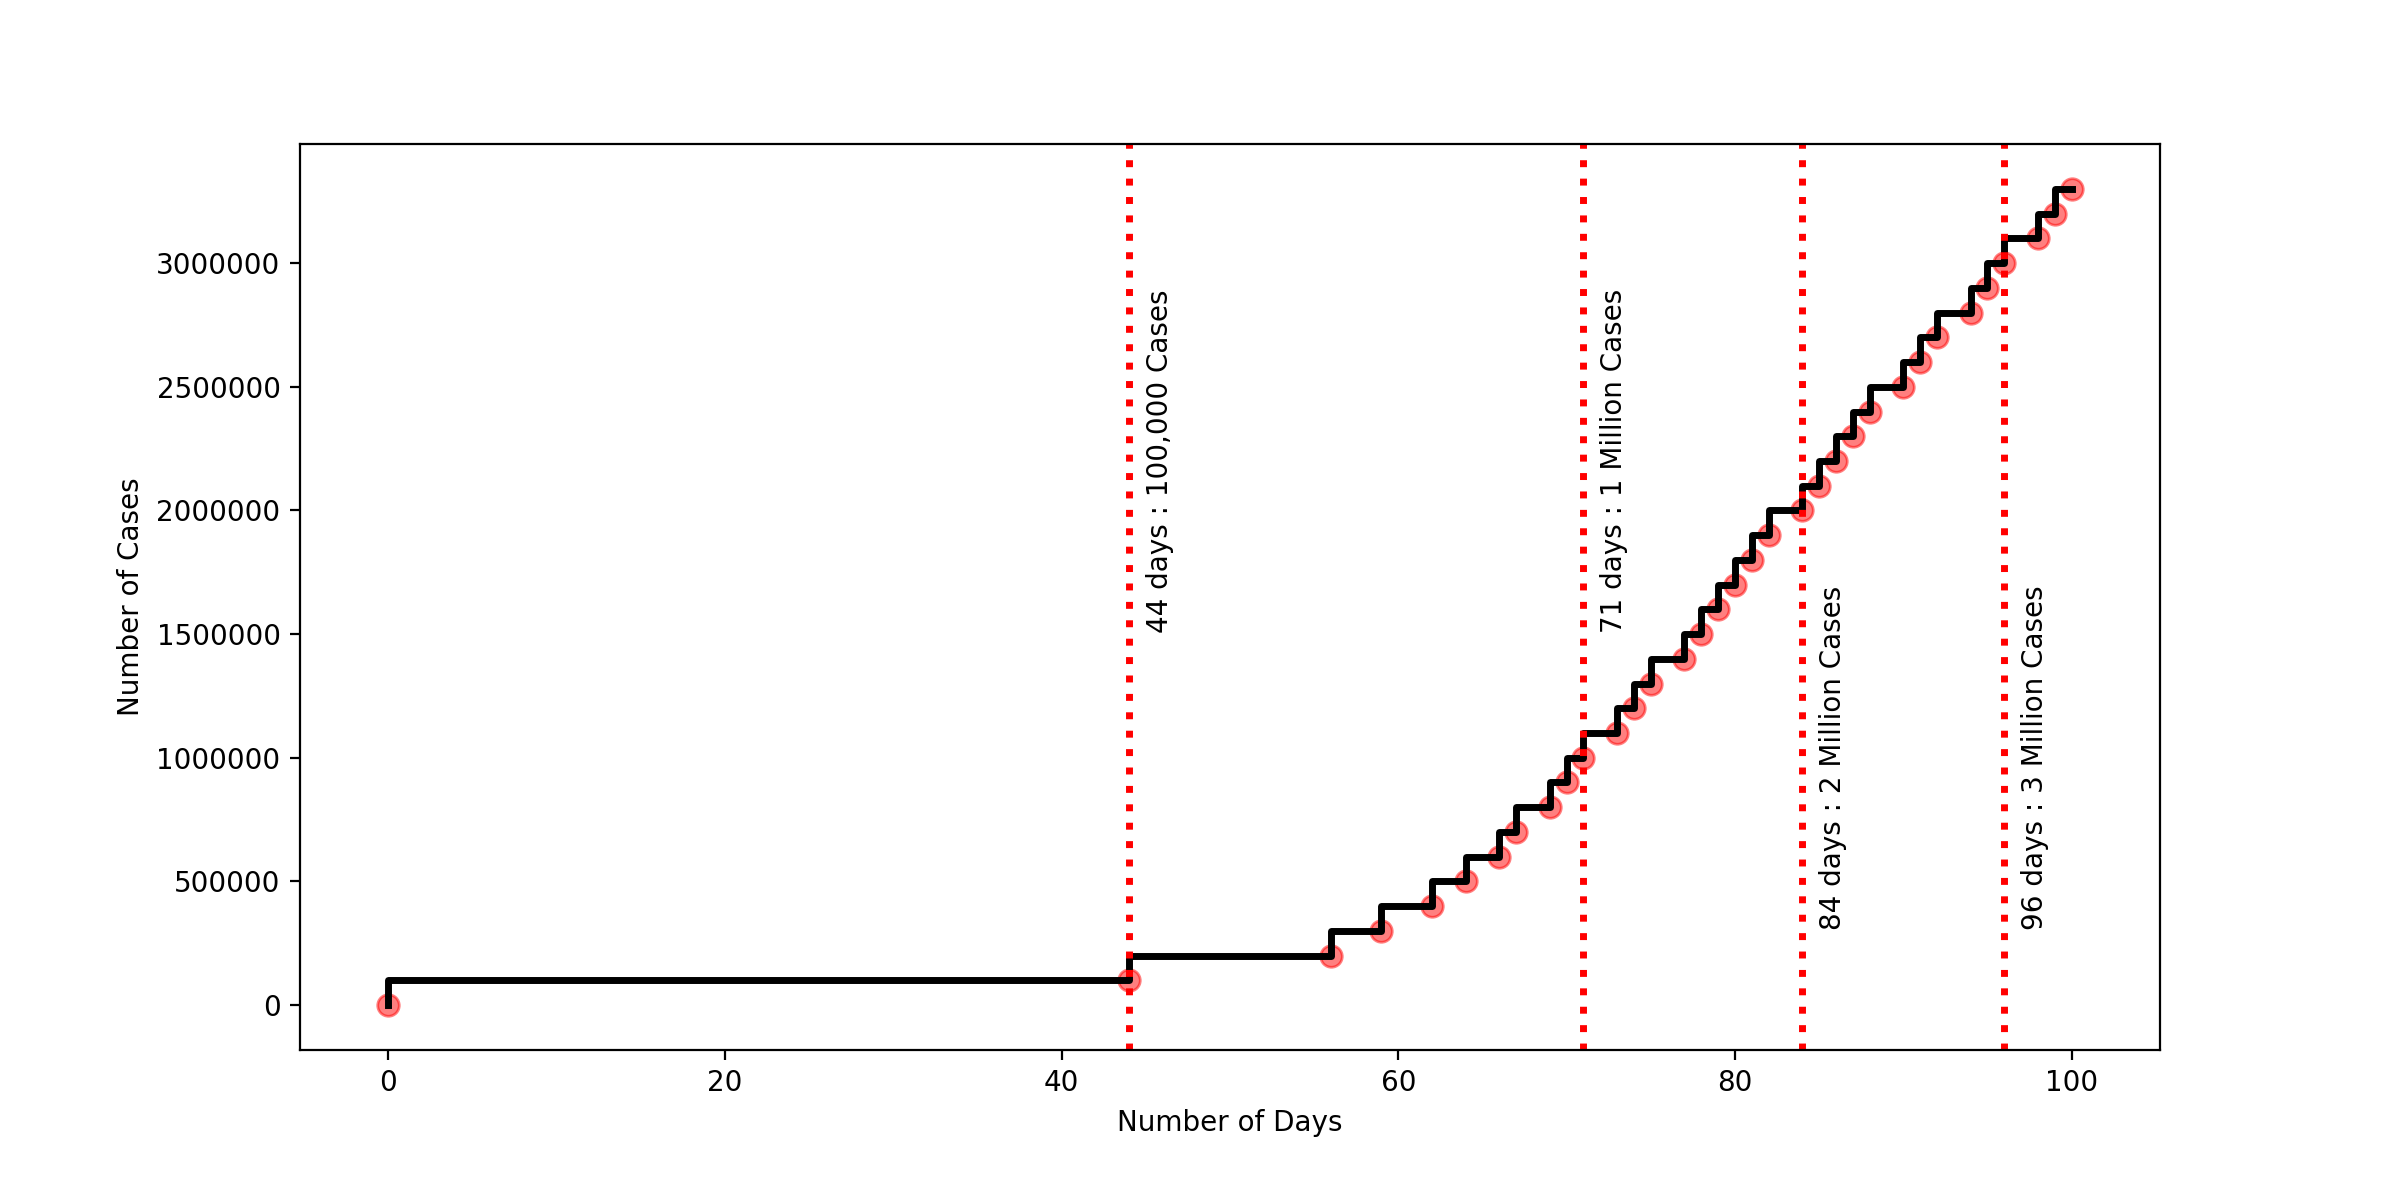 3000000
2500000
2000000
1500000
1000000
500000
0
Number of Cases
44 days : 100,000 Cases
71 days : 1 Million Cases
84 days : 2 Million Cases
96 days : 3 Million Cases
0 20 40 60 80 100
Number of Days